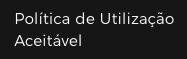 Política de Utilização
Aceitável